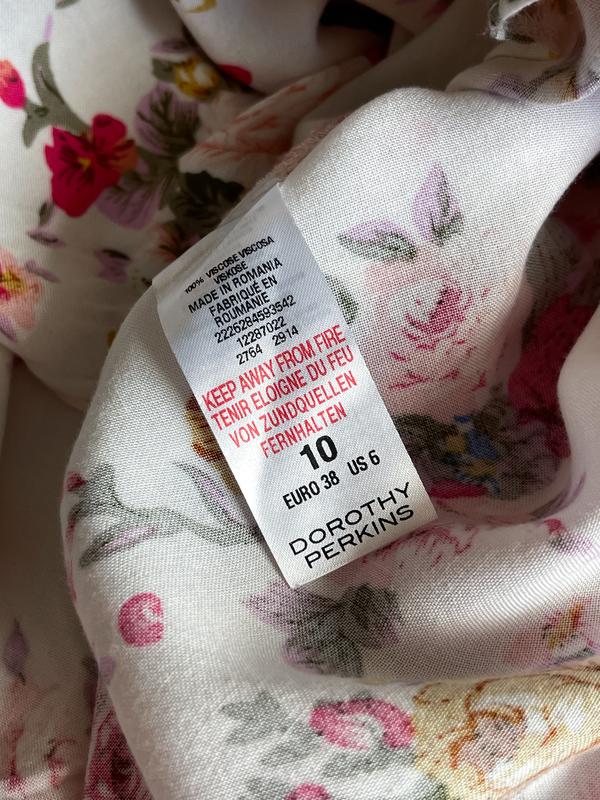 100% VISCOSE VISCOSA
VISKOSE
MADE IN ROMANIA
FABRIQUÉ EN
ROUMANIE
2226284593542
12287022
2764 2914
KEEP AWAY FROM FIRE
TENIR ELOIGNE DU FEU
VON ZUNDQUELLEN
FERNHALTEN
10
EURO 38 US 6
DOROTHY
PERKINS